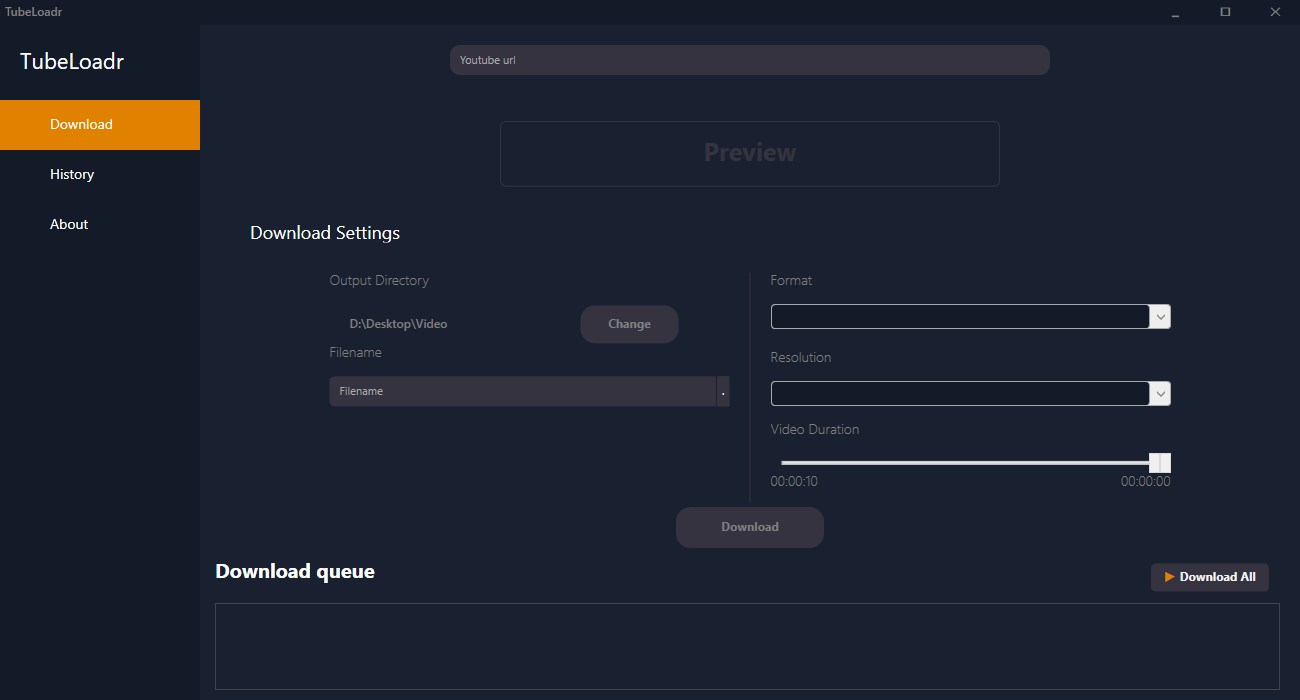 TubeLoadr
TubeLoadr
Download
History
About
Youtube url
Preview
Download Settings
Output Directory
D:\Desktop\Video
Change
Filename
Filename
.
Format
Resolution
Video Duration
00:00:10
00:00:00
Download
Download queue
Download All